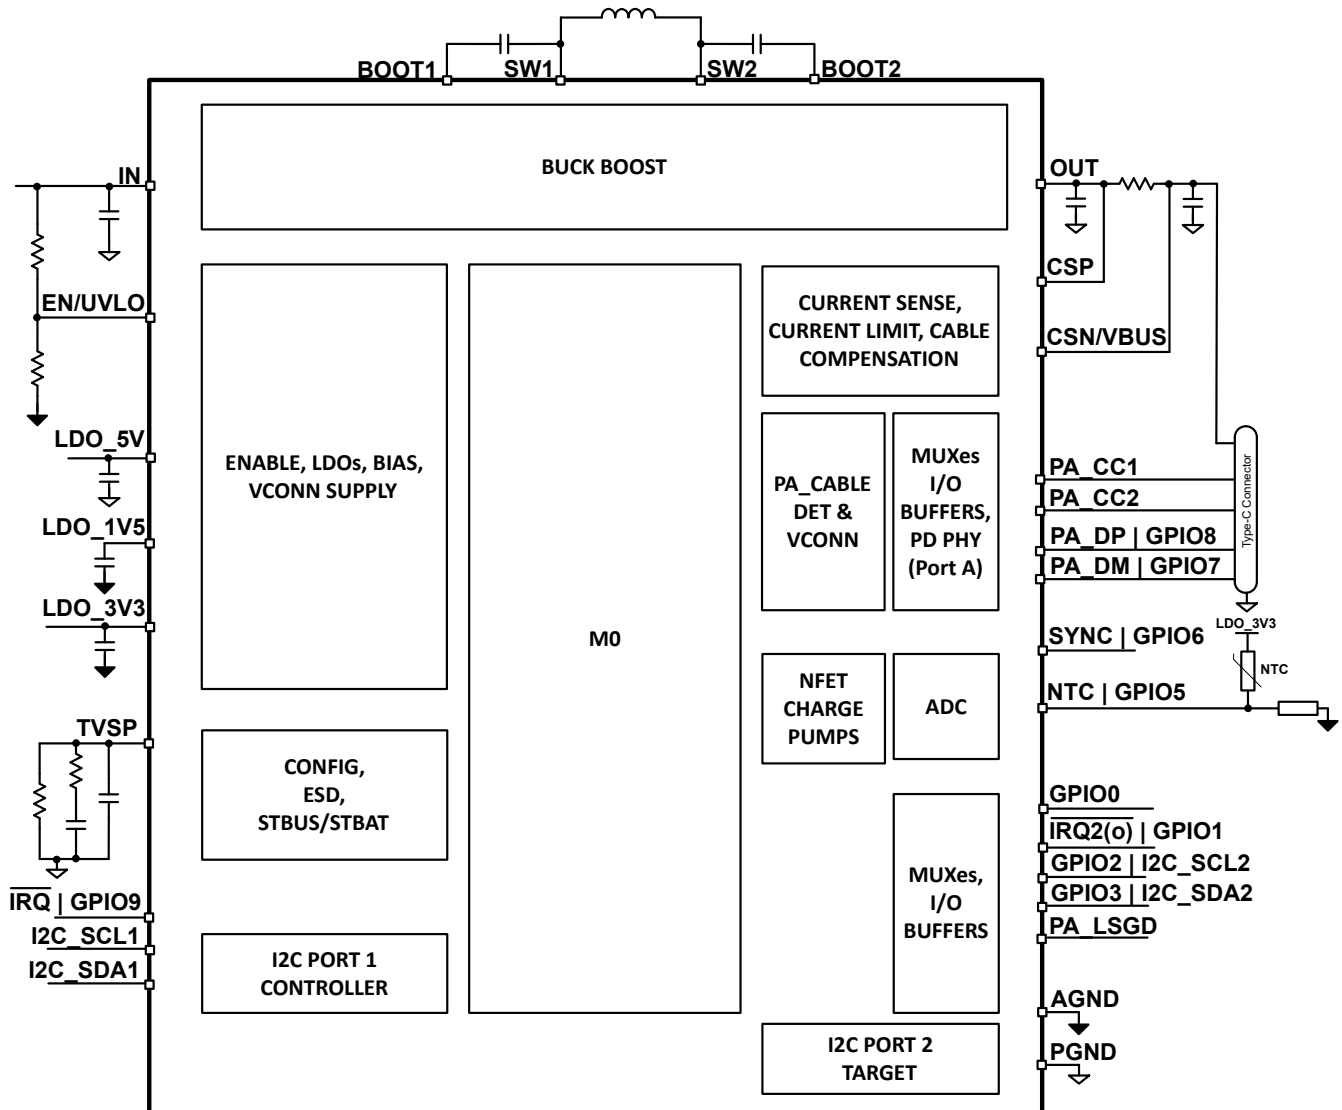 BOOT1
SW1
SW2
BOOT2
BUCK BOOST
IN
OUT
EN/UVLO
CSP
CSN/VBUS
CURRENT SENSE,
CURRENT LIMIT, CABLE
COMPENSATION
LDO_5V
LDO_1V5
LDO_3V3
ENABLE, LDOs, BIAS,
VCONN SUPPLY
M0
PA_CABLE
DET &
VCONN
MUXes
I/O
BUFFERS,
PD PHY
(Port A)
PA_CC1
PA_CC2
PA_DP | GPIO8
PA_DM | GPIO7
Type-C Connector
SYNC | GPIO6
LDO_3V3
NTC
NTC | GPIO5
NFET
CHARGE
PUMPS
ADC
TVSP
CONFIG,
ESD,
STBUS/STBAT
GPIO0
IRQ2(o) | GPIO1
GPIO2 | I2C_SCL2
GPIO3 | I2C_SDA2
PA_LSGD
MUXes,
I/O
BUFFERS
IRQ | GPIO9
I2C_SCL1
I2C_SDA1
I2C PORT 1
CONTROLLER
AGND
PGND
I2C PORT 2
TARGET